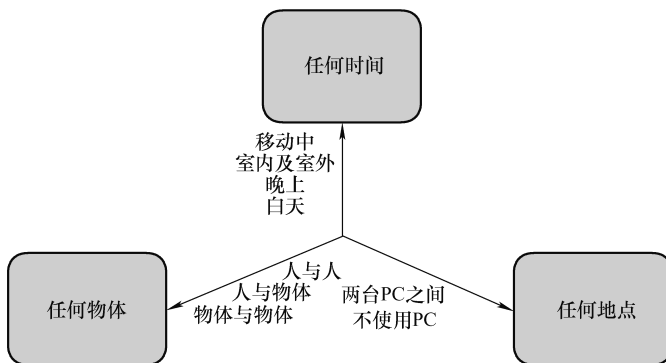 任何时间
移动中
室内及室外
晚上
白天
人与人
人与物体
物体与物体
两台PC之间
不使用PC
任何物体
任何地点